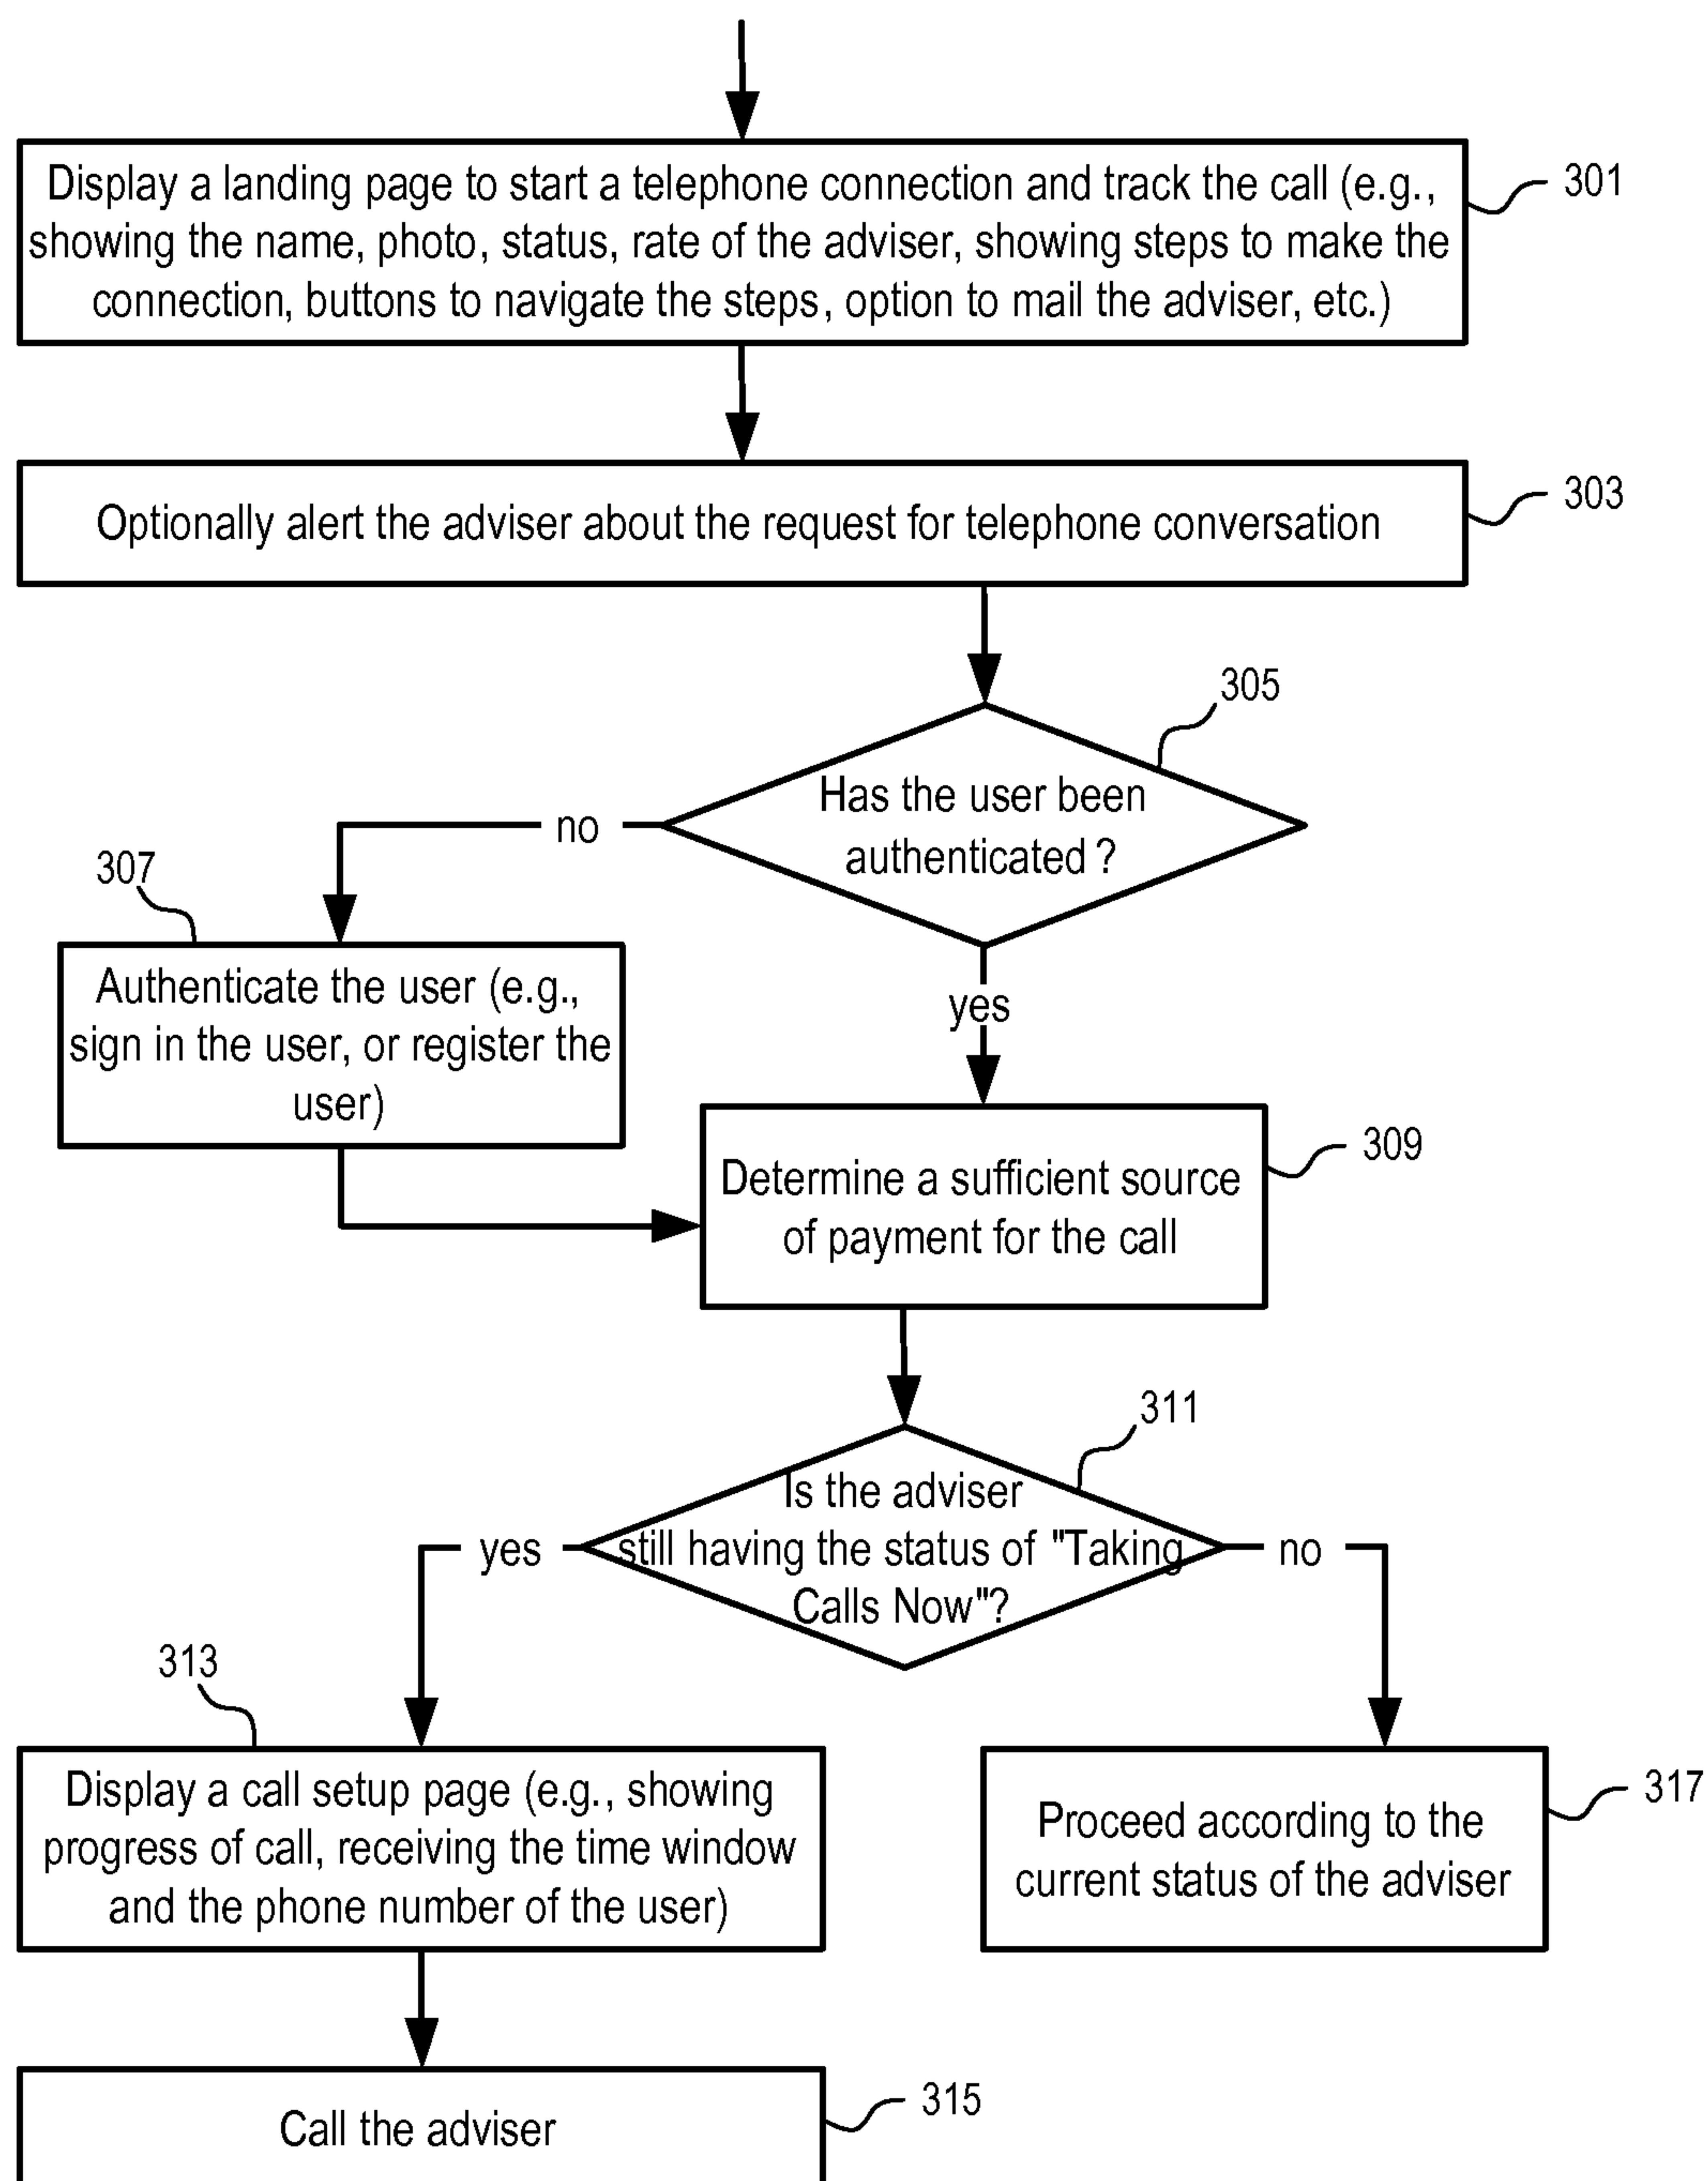 Display a landing page to start a telephone connection and track the call (e.g.,
showing the name, photo, status, rate of the adviser, showing steps to make the
connection, buttons to navigate the steps, option to mail the adviser, etc.)
301
Optionally alert the adviser about the request for telephone conversation
303
305
Has the user been
authenticated?
no
307
Authenticate the user (e.g.,
sign in the user, or register the
user)
yes
Determine a sufficient source
of payment for the call
309
311
Is the adviser
still having the status of "Taking
Calls Now"?
yes
no
313
Display a call setup page (e.g., showing
progress of call, receiving the time window
and the phone number of the user)
Proceed according to the
current status of the adviser
317
Call the adviser
315